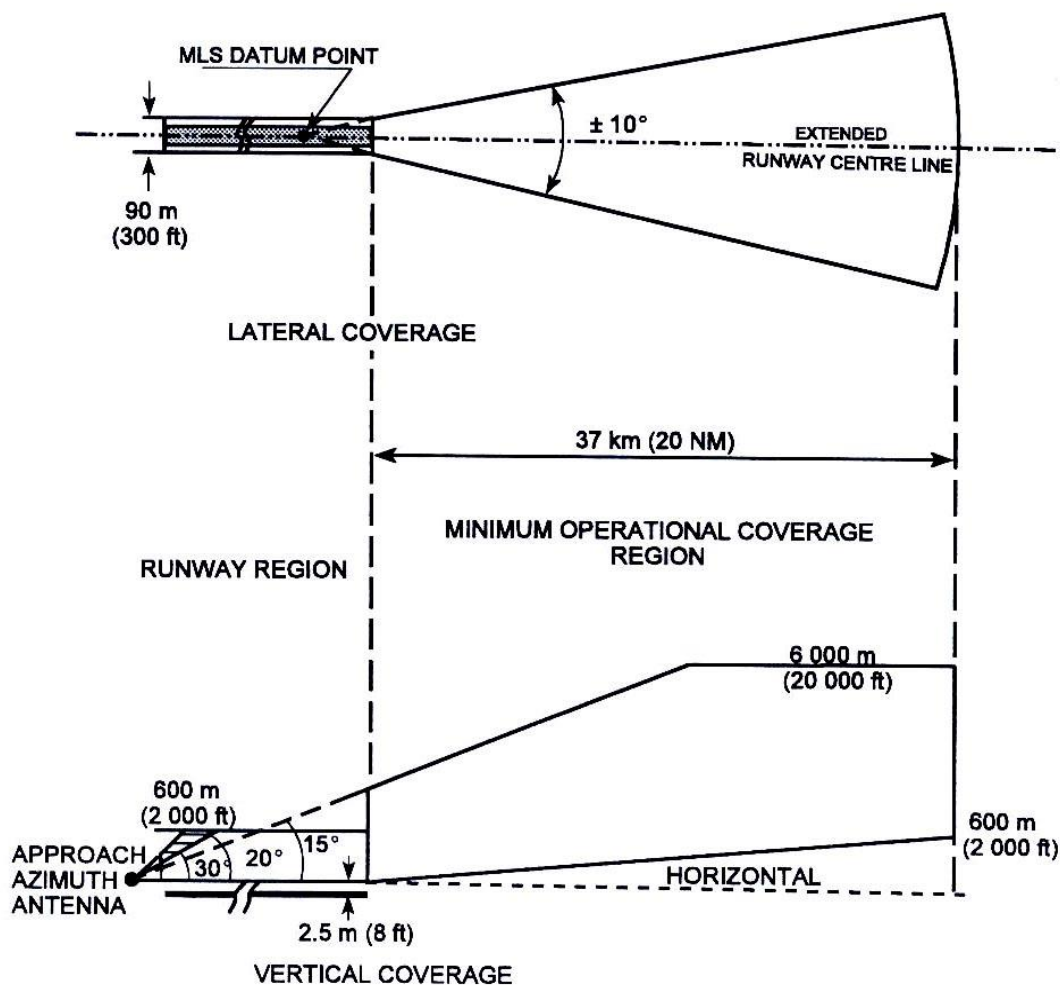 MLS DATUM POINT
± 10°
EXTENDED
RUNWAY CENTRE LINE
90 m
(300 ft)
LATERAL COVERAGE
37 km (20 NM)
MINIMUM OPERATIONAL COVERAGE
REGION
RUNWAY REGION
6 000 m
(20 000 ft)
600 m
(2 000 ft)
15°
20°
30°
600 m
(2 000 ft)
APPROACH
AZIMUTH
ANTENNA
HORIZONTAL
2.5 m (8 ft)
VERTICAL COVERAGE